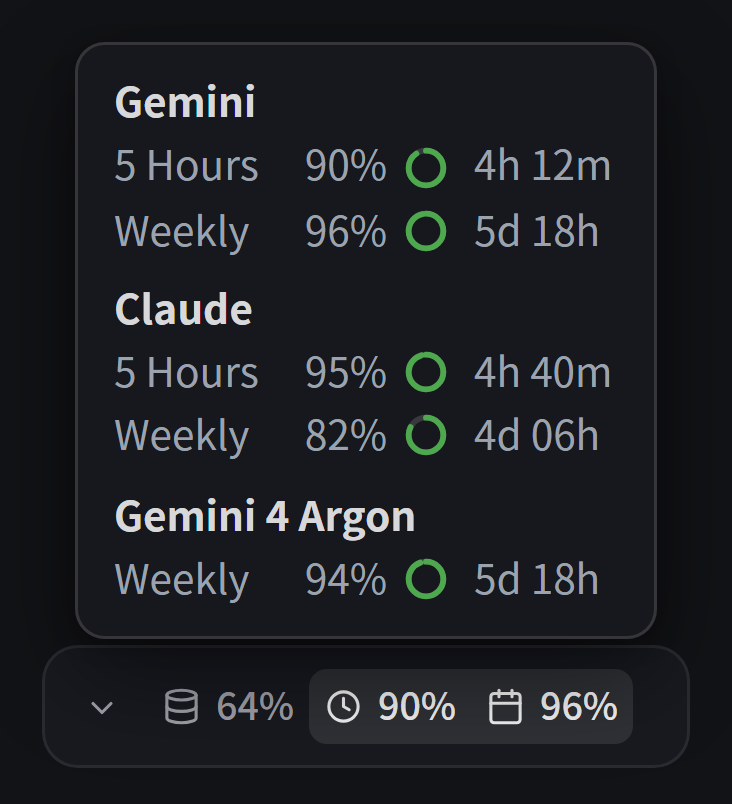 Gemini
5 Hours 90% 4h 12m
Weekly 96% 5d 18h
Claude
5 Hours 95% 4h 40m
Weekly 82% 4d 06h
Gemini 4 Argon
Weekly 94% 5d 18h
64% 90% 96%